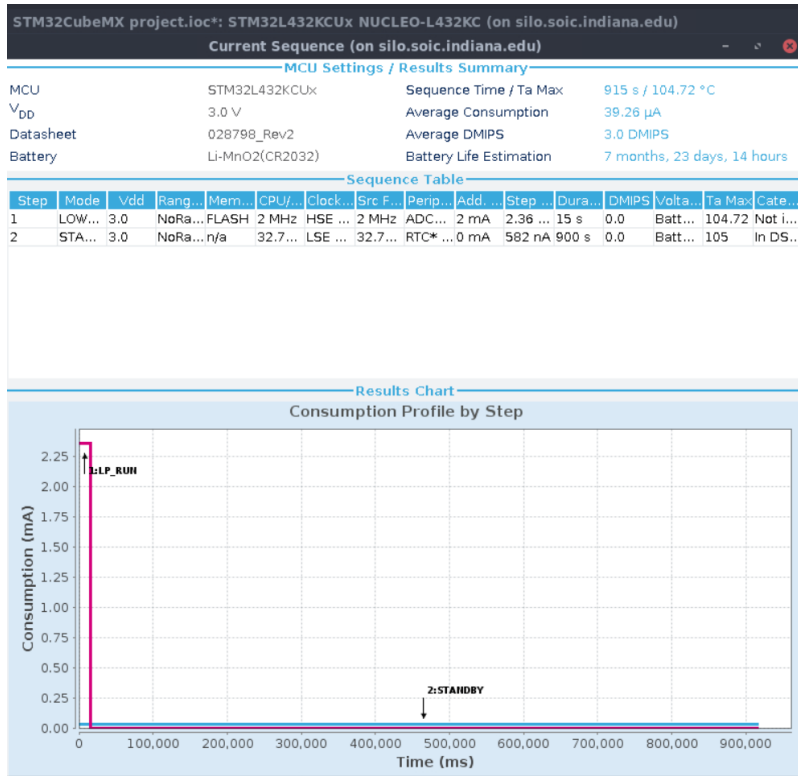 STM32CubeMX project.ioc*: STM32L432KCUx NUCLEO-L432KC (on silo.soic.indiana.edu)
Current Sequence (on silo.soic.indiana.edu)
MCU Settings / Results Summary
MCU STM32L432KCUx Sequence Time / Ta Max 915 s / 104.72 °C
VDD 3.0 V Average Consumption 39.26 μA
Datasheet 028798_Rev2 Average DMIPS 3.0 DMIPS
Battery Li-MnO2(CR2032) Battery Life Estimation 7 months, 23 days, 14 hours
Sequence Table
Step Mode Vdd Rang... Mem... CPU/... Clock... Src F... Perip... Add. ... Step ... Dura... DMIPS Volta... Ta Max Cate...
1 LOW... 3.0 NoRa... FLASH 2 MHz HSE ... 2 MHz ADC... 2 mA 2.36 ... 15 s 0.0 Batt... 104.72 Not i...
2 STA... 3.0 NoRa... n/a 32.7... LSE ... 32.7... RTC* ... 0 mA 582 nA 900 s 0.0 Batt... 105 In DS...
Results Chart
Consumption Profile by Step
Consumption (mA)
2.25
2.00
1.75
1.50
1.25
1.00
0.75
0.50
0.25
0.00
1:LP_RUN
2:STANDBY
0 100,000 200,000 300,000 400,000 500,000 600,000 700,000 800,000 900,000
Time (ms)